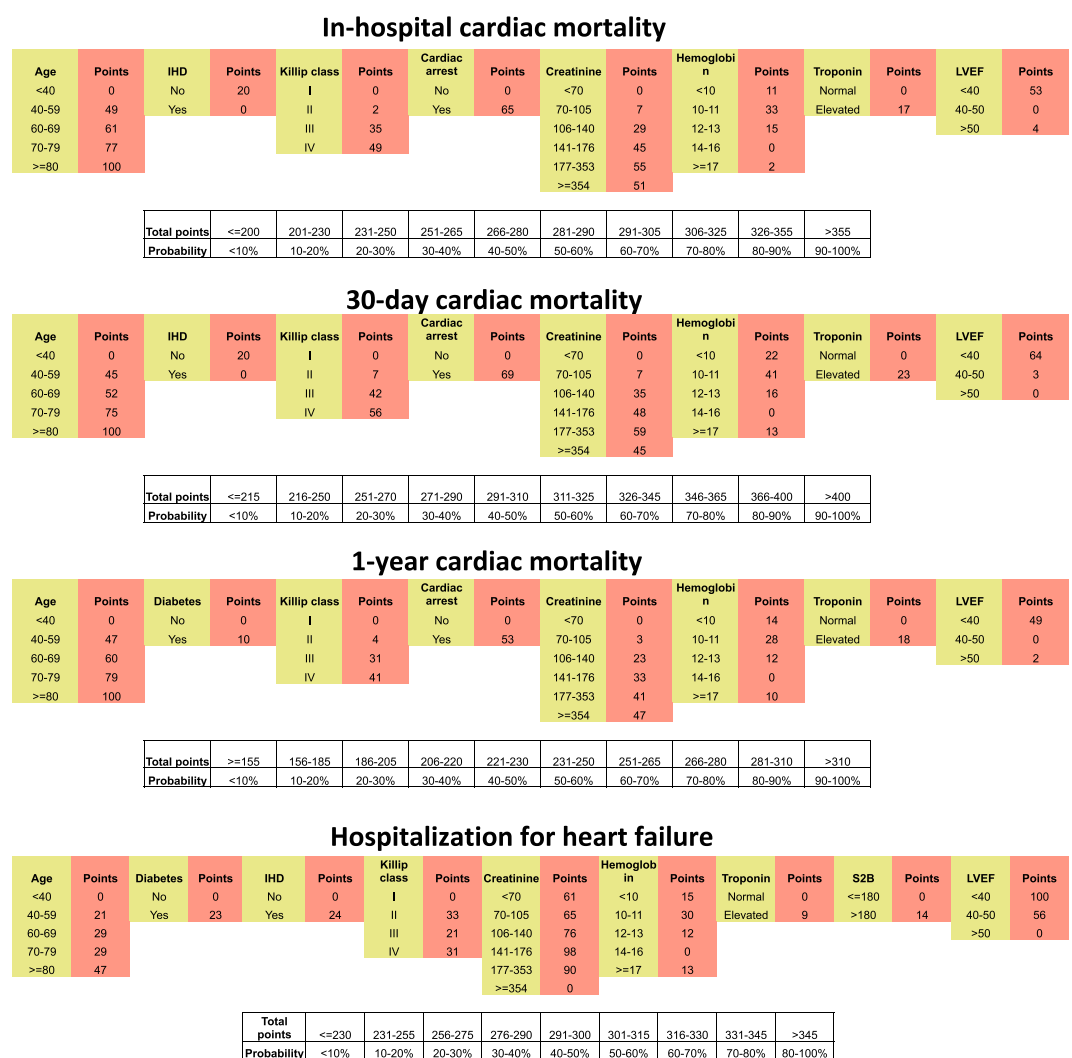 In-hospital cardiac mortality
Age Points IHD Points Killip class Points Cardiac arrest Points Creatinine Points Hemoglobi n Points Troponin Points LVEF Points
<40 0 No 20 I 0 No 0 <70 0 <10 11 Normal 0 <40 53
40-59 49 Yes 0 II 2 Yes 65 70-105 7 10-11 33 Elevated 17 40-50 0
60-69 61 III 35 106-140 29 12-13 15 >50 4
70-79 77 IV 49 141-176 45 14-16 0
>=80 100 177-353 55 >=17 2
>=354 51
Total points <=200 201-230 231-250 251-265 266-280 281-290 291-305 306-325 326-355 >355
Probability <10% 10-20% 20-30% 30-40% 40-50% 50-60% 60-70% 70-80% 80-90% 90-100%
30-day cardiac mortality
Age Points IHD Points Killip class Points Cardiac arrest Points Creatinine Points Hemoglobi n Points Troponin Points LVEF Points
<40 0 No 20 I 0 No 0 <70 0 <10 22 Normal 0 <40 64
40-59 45 Yes 0 II 7 Yes 69 70-105 7 10-11 41 Elevated 23 40-50 3
60-69 52 III 42 106-140 35 12-13 16 >50 0
70-79 75 IV 56 141-176 48 14-16 0
>=80 100 177-353 59 >=17 13
>=354 45
Total points <=215 216-250 251-270 271-290 291-310 311-325 326-345 346-365 366-400 >400
Probability <10% 10-20% 20-30% 30-40% 40-50% 50-60% 60-70% 70-80% 80-90% 90-100%
1-year cardiac mortality
Age Points Diabetes Points Killip class Points Cardiac arrest Points Creatinine Points Hemoglobi n Points Troponin Points LVEF Points
<40 0 No 0 I 0 No 0 <70 0 <10 14 Normal 0 <40 49
40-59 47 Yes 10 II 4 Yes 53 70-105 3 10-11 28 Elevated 18 40-50 0
60-69 60 III 31 106-140 23 12-13 12 >50 2
70-79 79 IV 41 141-176 33 14-16 0
>=80 100 177-353 41 >=17 10
>=354 47
Total points >=155 156-185 186-205 206-220 221-230 231-250 251-265 266-280 281-310 >310
Probability <10% 10-20% 20-30% 30-40% 40-50% 50-60% 60-70% 70-80% 80-90% 90-100%
Hospitalization for heart failure
Age Points Diabetes Points IHD Points Killip class Points Creatinine Points Hemoglob in Points Troponin Points S2B Points LVEF Points
<40 0 No 0 No 0 I 0 <70 61 <10 15 Normal 0 <=180 0 <40 100
40-59 21 Yes 23 Yes 24 II 33 70-105 65 10-11 30 Elevated 9 >180 14 40-50 56
60-69 29 III 21 106-140 76 12-13 12 >50 0
70-79 29 IV 31 141-176 98 14-16 0
>=80 47 177-353 90 >=17 13
>=354 0
Total points <=230 231-255 256-275 276-290 291-300 301-315 316-330 331-345 >345
Probability <10% 10-20% 20-30% 30-40% 40-50% 50-60% 60-70% 70-80% 80-100%